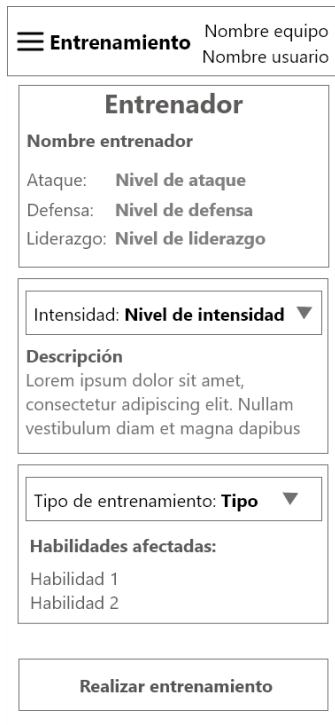 Entrenamiento
Nombre equipo
Nombre usuario
Entrenador
Nombre entrenador
Ataque: Nivel de ataque
Defensa: Nivel de defensa
Liderazgo: Nivel de liderazgo
Intensidad: Nivel de intensidad
Descripción
Lorem ipsum dolor sit amet,
consectetur adipiscing elit. Nullam
vestibulum diam et magna dapibus
Tipo de entrenamiento: Tipo
Habilidades afectadas:
Habilidad 1
Habilidad 2
Realizar entrenamiento